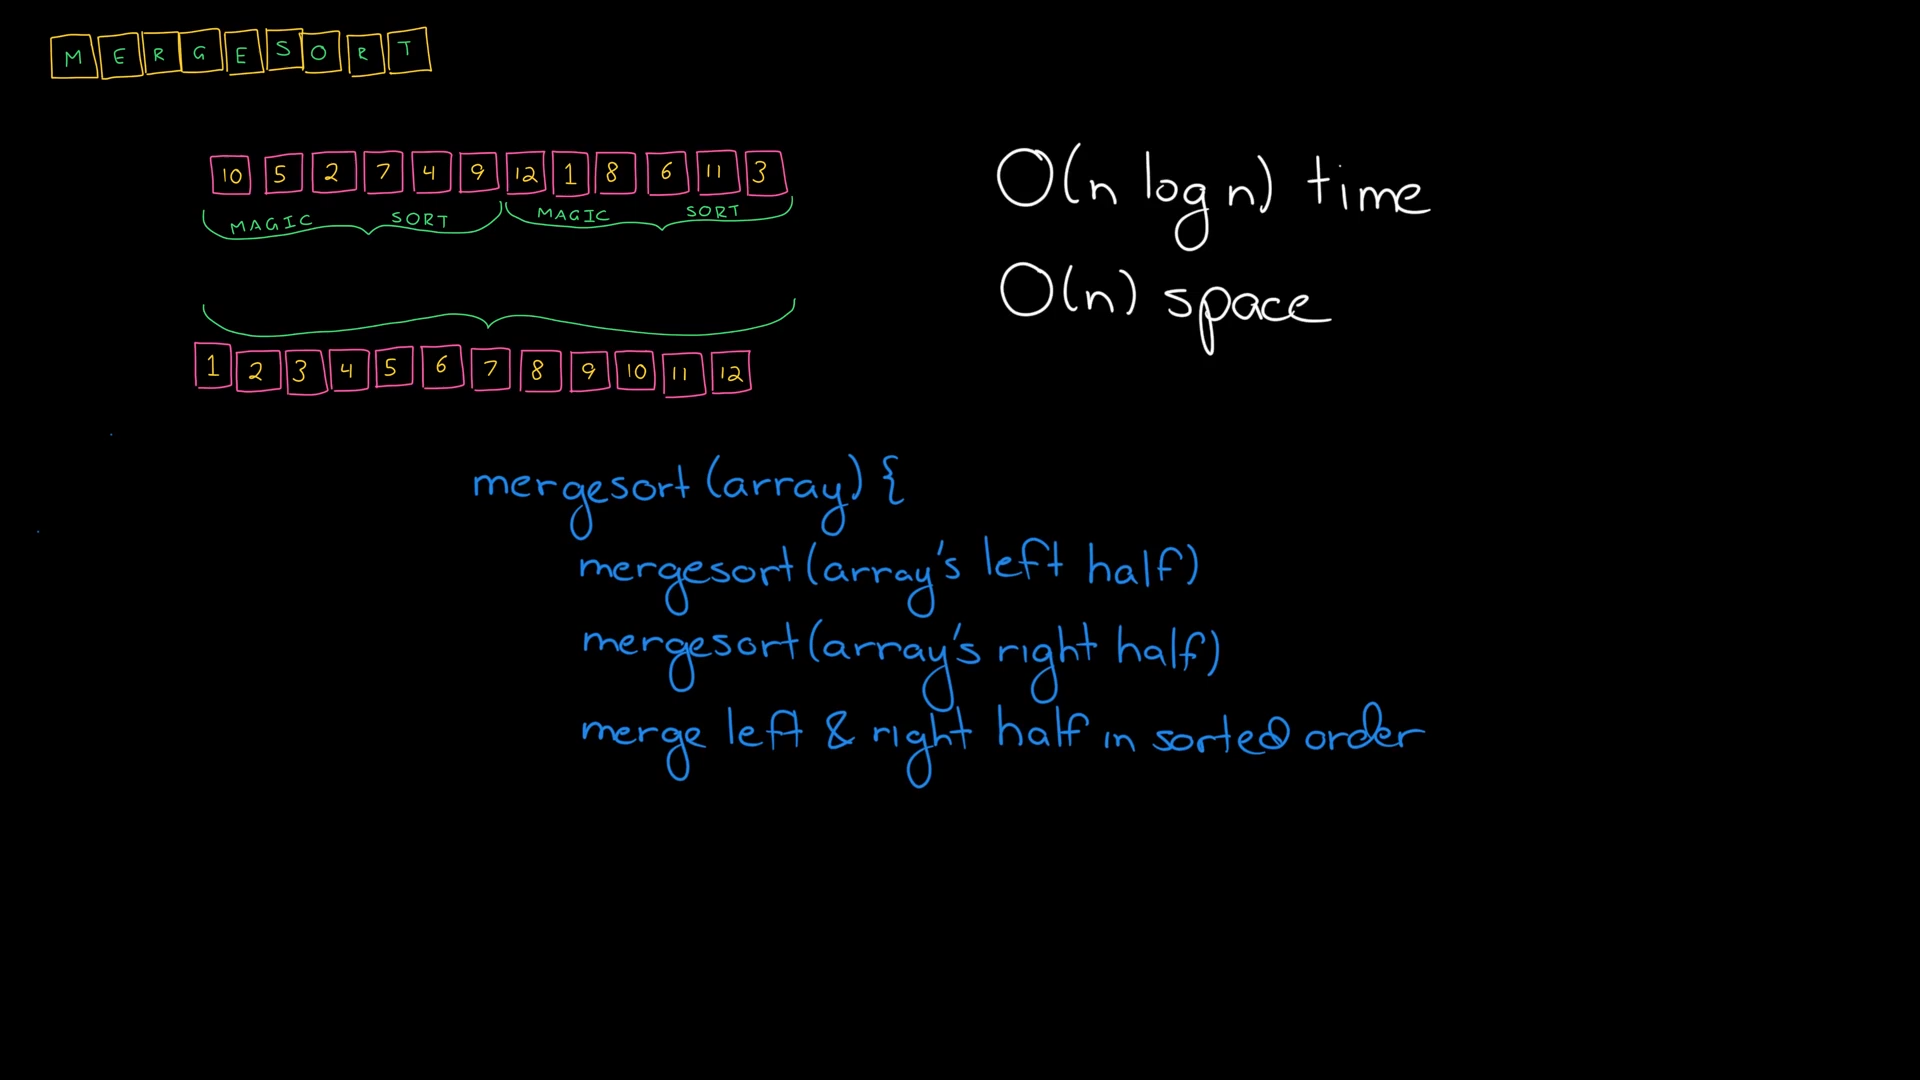 MERGESORT
10 5 2 7 4 9 12 1 8 6 11 3
MAGIC SORT MAGIC SORT
1 2 3 4 5 6 7 8 9 10 11 12
O(n log n) time
O(n) space
mergesort (array) {
mergesort (array's left half)
mergesort (array's right half)
merge left & right half in sorted order